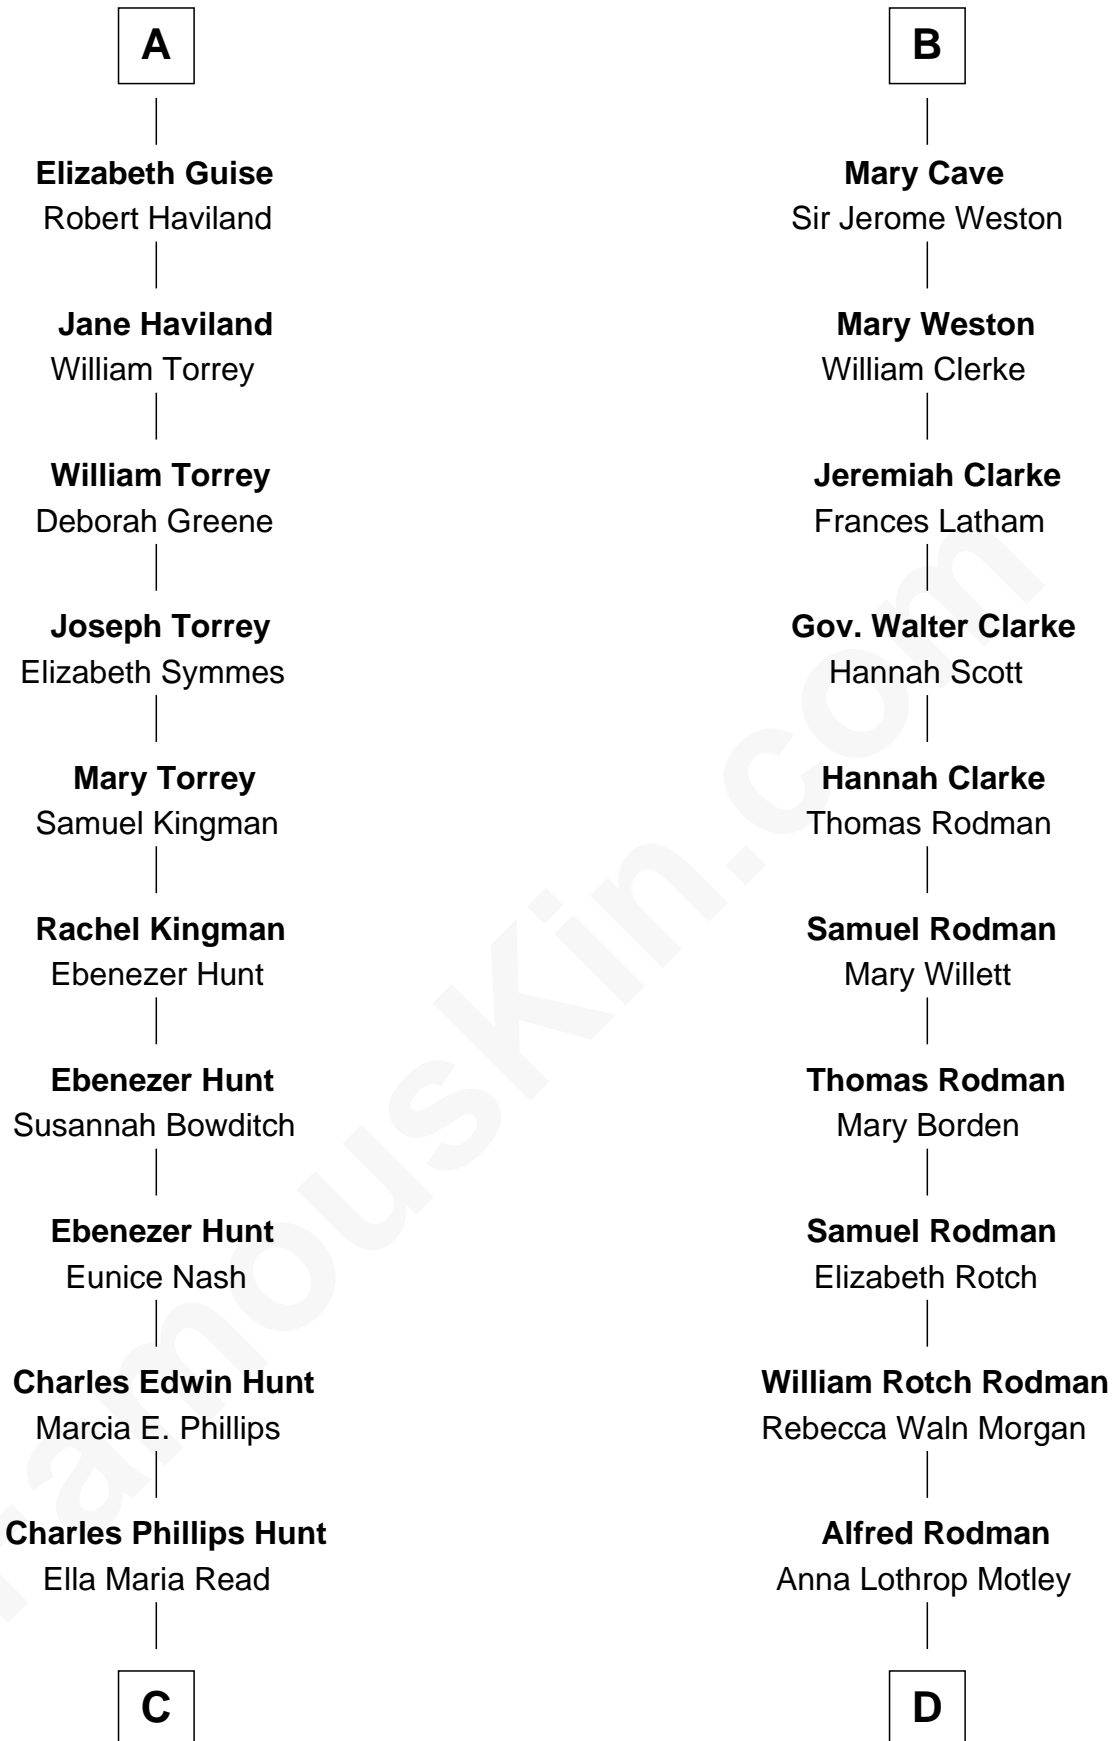 A
Elizabeth Guise
Robert Haviland
Jane Haviland
William Torrey
William Torrey
Deborah Greene
Joseph Torrey
Elizabeth Symmes
Mary Torrey
Samuel Kingman
Rachel Kingman
Ebenezer Hunt
Ebenezer Hunt
Susannah Bowditch
Ebenezer Hunt
Eunice Nash
Charles Edwin Hunt
Marcia E. Phillips
Charles Phillips Hunt
Ella Maria Read
C
B
Mary Cave
Sir Jerome Weston
Mary Weston
William Clerke
Jeremiah Clarke
Frances Latham
Gov. Walter Clarke
Hannah Scott
Hannah Clarke
Thomas Rodman
Samuel Rodman
Mary Willett
Thomas Rodman
Mary Borden
Samuel Rodman
Elizabeth Rotch
William Rotch Rodman
Rebecca Waln Morgan
Alfred Rodman
Anna Lothrop Motley
D
FamousKin.com